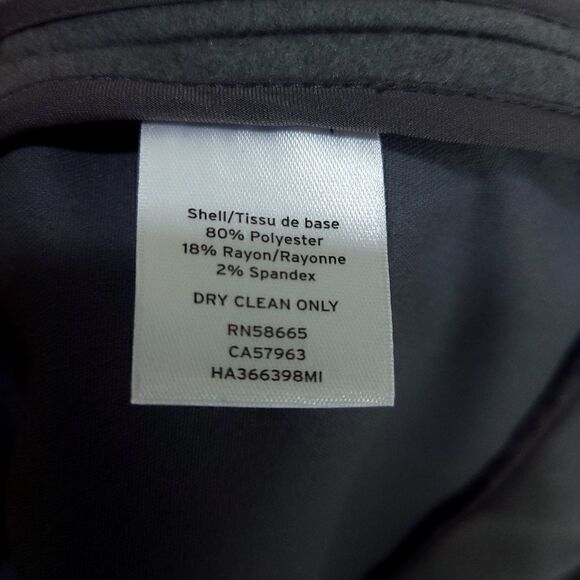 Shell/Tissu de base
80% Polyester
18% Rayon/Rayonne
2% Spandex
DRY CLEAN ONLY
RN58665
CA57963
HA366398MI